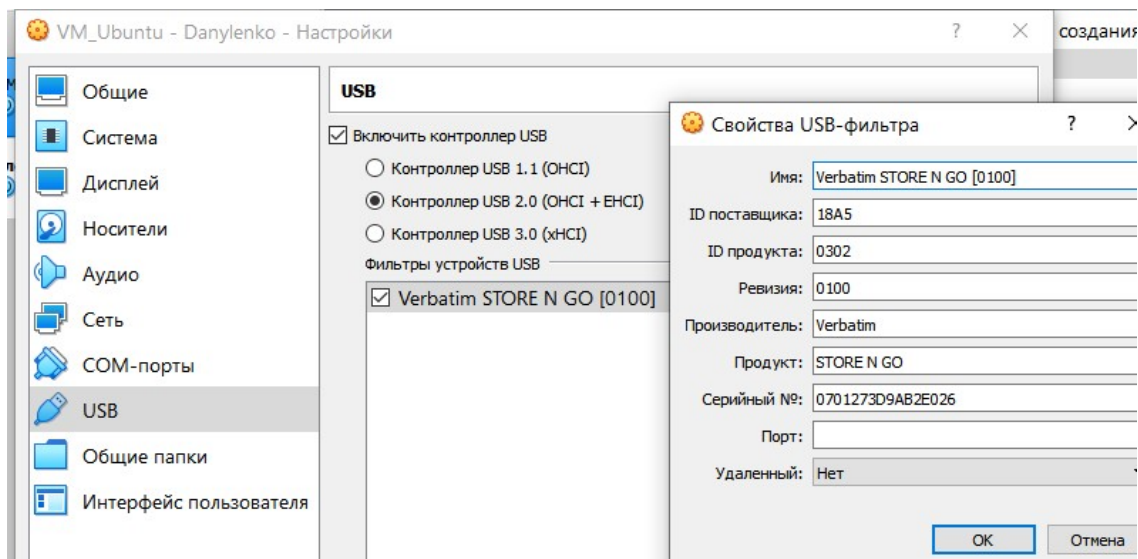 VM_Ubuntu - Danylenko - Настройки
?
создания
Общие
Система
Дисплей
Носители
Аудио
Сеть
COM-порты
USB
Общие папки
Интерфейс пользователя
USB
Включить контроллер USB
Контроллер USB 1.1 (OHCI)
Контроллер USB 2.0 (OHCI + EHCI)
Контроллер USB 3.0 (xHCI)
Фильтры устройств USB
Verbatim STORE N GO [0100]
Свойства USB-фильтра ?
Имя: Verbatim STORE N GO [0100]
ID поставщика: 18A5
ID продукта: 0302
Ревизия: 0100
Производитель: Verbatim
Продукт: STORE N GO
Серийный №: 0701273D9AB2E026
Порт:
Удаленный: Нет
OK Отмена